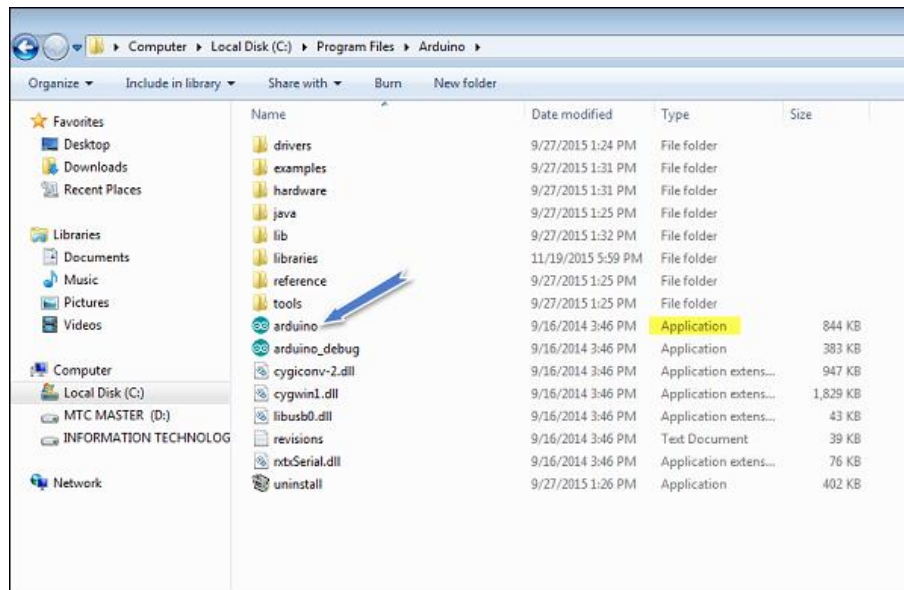 Computer Local Disk (C:) Program Files Arduino
Organize Include in library Share with Burn New folder
Favorites
Desktop
Downloads
Recent Places
Libraries
Documents
Music
Pictures
Videos
Computer
Local Disk (C:)
MTC MASTER (D:)
INFORMATION TECHNOLOG
Network
Name Date modified Type Size
drivers 9/27/2015 1:24 PM File folder
examples 9/27/2015 1:31 PM File folder
hardware 9/27/2015 1:31 PM File folder
java 9/27/2015 1:25 PM File folder
lib 9/27/2015 1:32 PM File folder
libraries 11/19/2015 5:59 PM File folder
reference 9/27/2015 1:25 PM File folder
tools 9/27/2015 1:25 PM File folder
arduino 9/16/2014 3:46 PM Application 844 KB
arduino_debug 9/16/2014 3:46 PM Application 383 KB
cygiconv-2.dll 9/16/2014 3:46 PM Application extens... 947 KB
cygwin1.dll 9/16/2014 3:46 PM Application extens... 1,829 KB
libusb0.dll 9/16/2014 3:46 PM Application extens... 43 KB
revisions 9/16/2014 3:46 PM Text Document 39 KB
rxtxSerial.dll 9/16/2014 3:46 PM Application extens... 76 KB
uninstall 9/27/2015 1:26 PM Application 402 KB